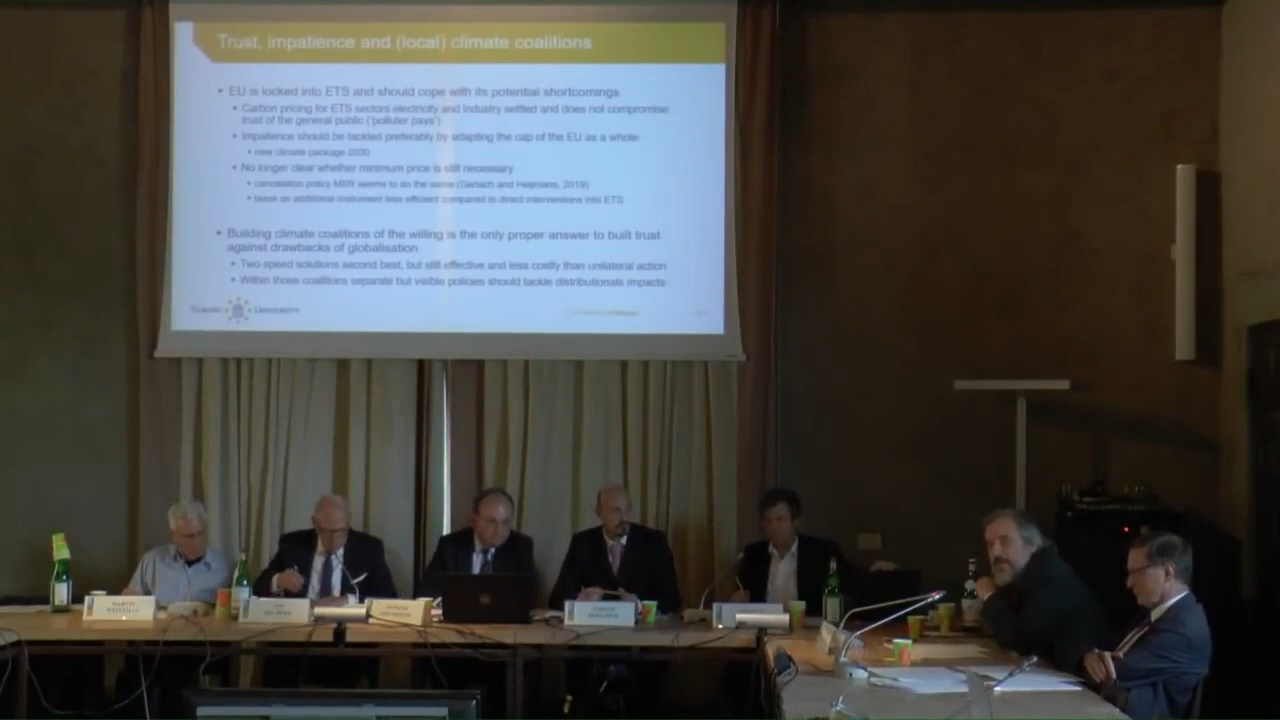 Trust, impatience and (local) climate coalitions
EU is locked into ETS and should cope with its potential shortcomings
Carbon pricing for ETS sectors electricity and industry settled and does not compromise
trust of the general public ('polluter pays')
Impatience should be tackled preferably by adapting the cap of the EU as a whole
new climate package 2030
No longer clear whether minimum price is still necessary
cancellation policy MSR seems to do the same (Gerlagh and Heijmans, 2018)
taxes as additional instrument less efficient compared to direct interventions into ETS
Building climate coalitions of the willing is the only proper answer to built trust
against drawbacks of globalisation
Two-speed solutions second best, but still effective and less costly than unilateral action
Within those coalitions separate but visible policies should tackle distributionals impacts
Tilburg University